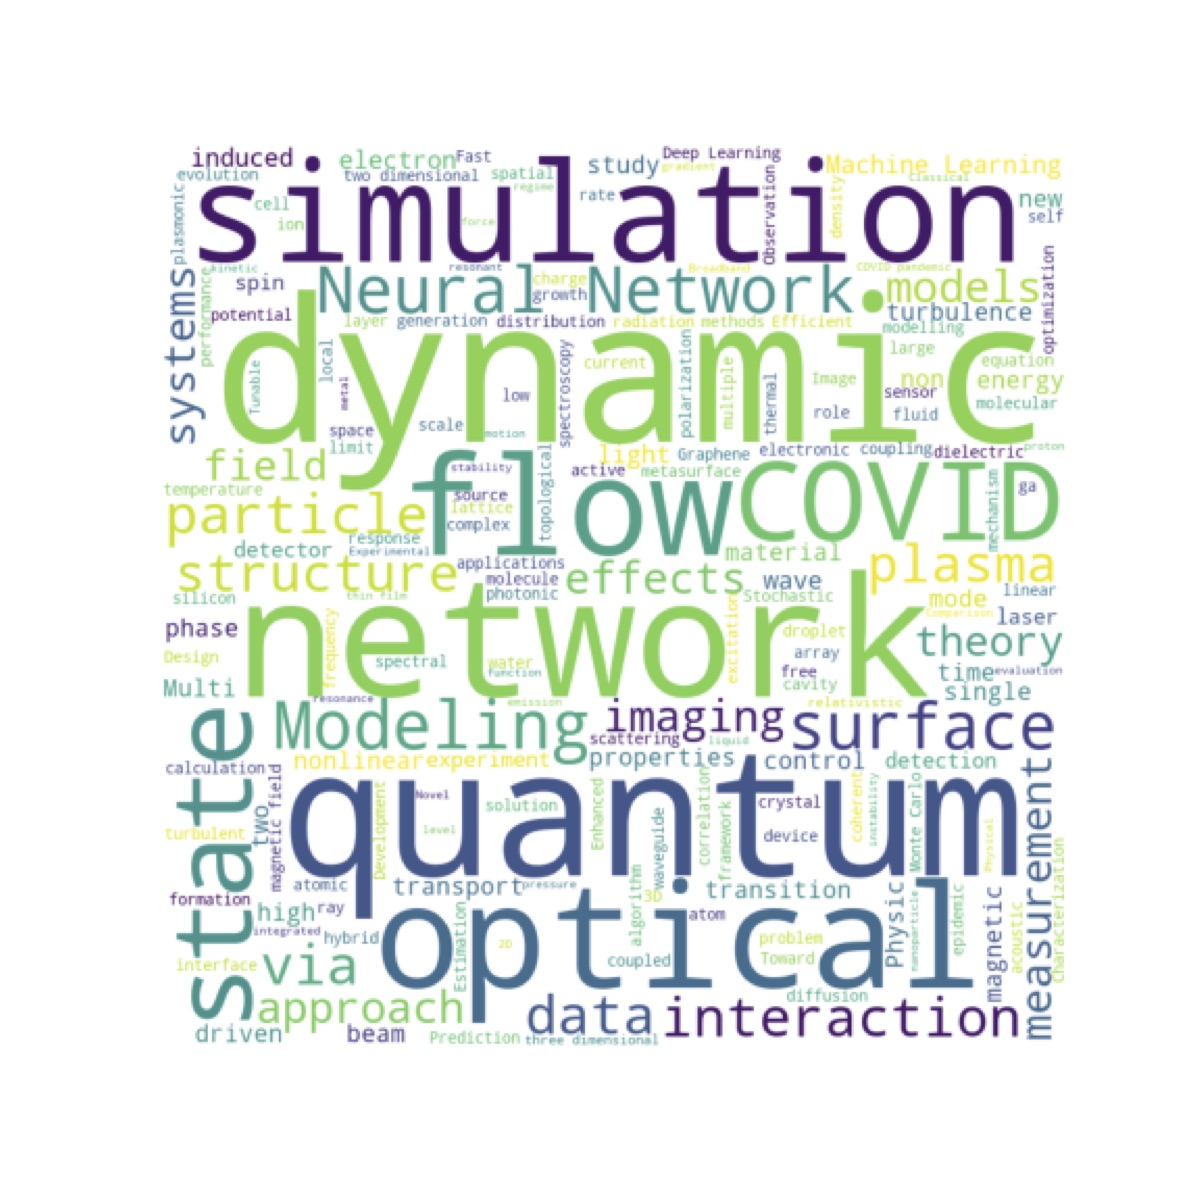 induced
electron
Fast
study
Deep Learning
Machine Learning
evolution
two dimensional
spatial
gradient
Classical
regime
plasmonic
simulation
cell
rate
Observation
density
new
self
ion
force
kinetic
resonant
Broadband
COVID pandemic
systems
performance
spin
Neural Network
charge
growth
models
optimization
potential
layer
generation
distribution
radiation
methods
Efficient
turbulence
modelling
dynamic
Tunable
local
metal
spectroscopy
current
polarization
multiple
thermal
Image
large
non
equation
energy
low
role
sensor
fluid
molecular
space
scale
motion
limit
field
light
Graphene
electronic
coupling
dielectric
proton
stability
active
metasurface
topological
temperature
flow
source
COVID
mechanism
ga
particle
lattice
complex
response
detector
Experimental
applications
material
plasma
structure
molecule
effects
wave
linear
silicon
thin film
photonic
Stochastic
mode
Comparison
laser
phase
network
frequency
excitation
droplet
theory
Design
spectral
water
function
array
free
time
evaluation
Multi
cavity
single
resonance
emission
relativistic
state
Modeling
imaging
surface
scattering
liquid
calculation
nonlinear
experiment
properties
control
detection
magnetic field
quantum
Development
Novel
solution
Enhanced
correlation
crystal
coherent
instability
Monte Carlo
measurement
turbulent
two
level
waveguide
framework
device
Physical
characterization
formation
atomic
transport
pressure
algorithm
3D
transition
high
ray
optical
atom
Physic
nanoparticle
epidemic
magnetic
acoustic
integrated
hybrid
Estimation
2D
problem
interface
via
coupled
Toward
approach
data
interaction
diffusion
driven
beam
Prediction
three dimensional